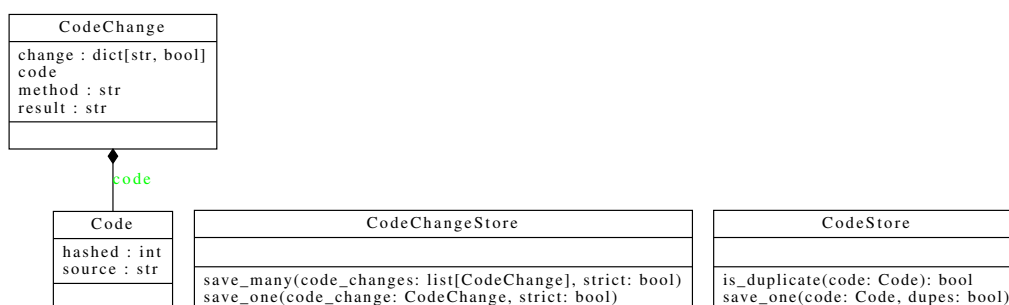 CodeChange
change : dict[str, bool]
code
method : str
result : str
code
Code
hashed : int
source : str
CodeChangeStore
save_many(code_changes: list[CodeChange], strict: bool)
save_one(code_change: CodeChange, strict: bool)
CodeStore
is_duplicate(code: Code): bool
save_one(code: Code, dupes: bool)